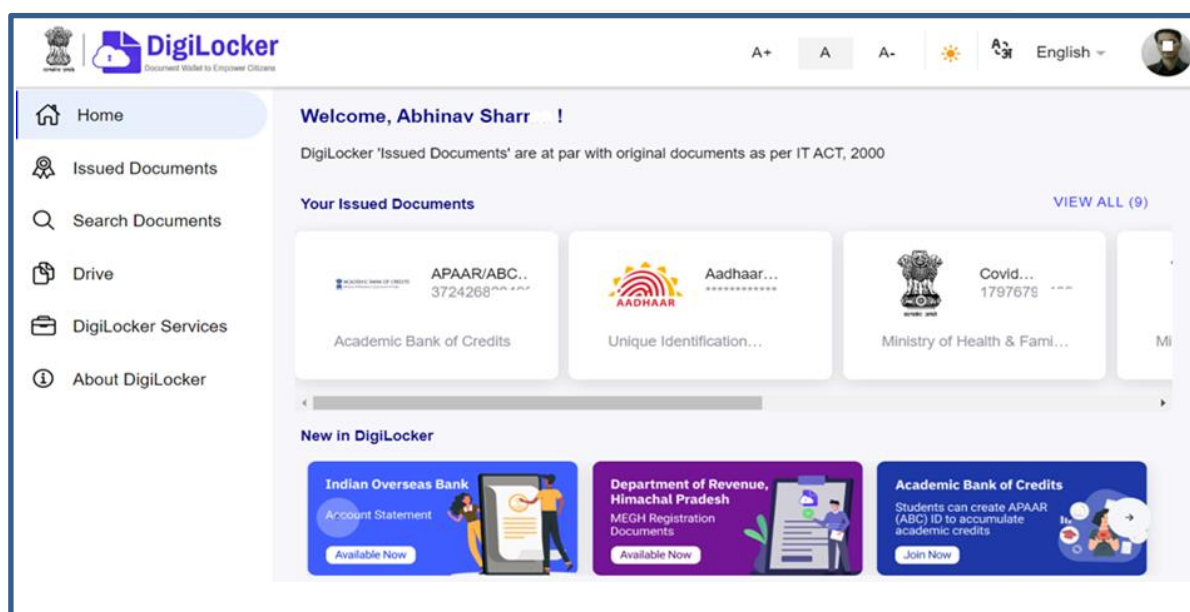 DigiLocker
Document Wallet to Empower Citizens
A+ A A- English
Home
Issued Documents
Search Documents
Drive
DigiLocker Services
About DigiLocker
Welcome, Abhinav Sharr !
DigiLocker 'Issued Documents' are at par with original documents as per IT ACT, 2000
Your Issued Documents
VIEW ALL (9)
APAAR/ABC..
3724268
Academic Bank of Credits
AADHAAR
Aadhaar...
************
Unique Identification...
Covid...
1797679
Ministry of Health & Fami...
Mi
New in DigiLocker
Indian Overseas Bank
Account Statement
Available Now
Department of Revenue,
Himachal Pradesh
MEGH Registration
Documents
Available Now
Academic Bank of Credits
Students can create APAAR
(ABC) ID to accumulate
academic credits
Join Now